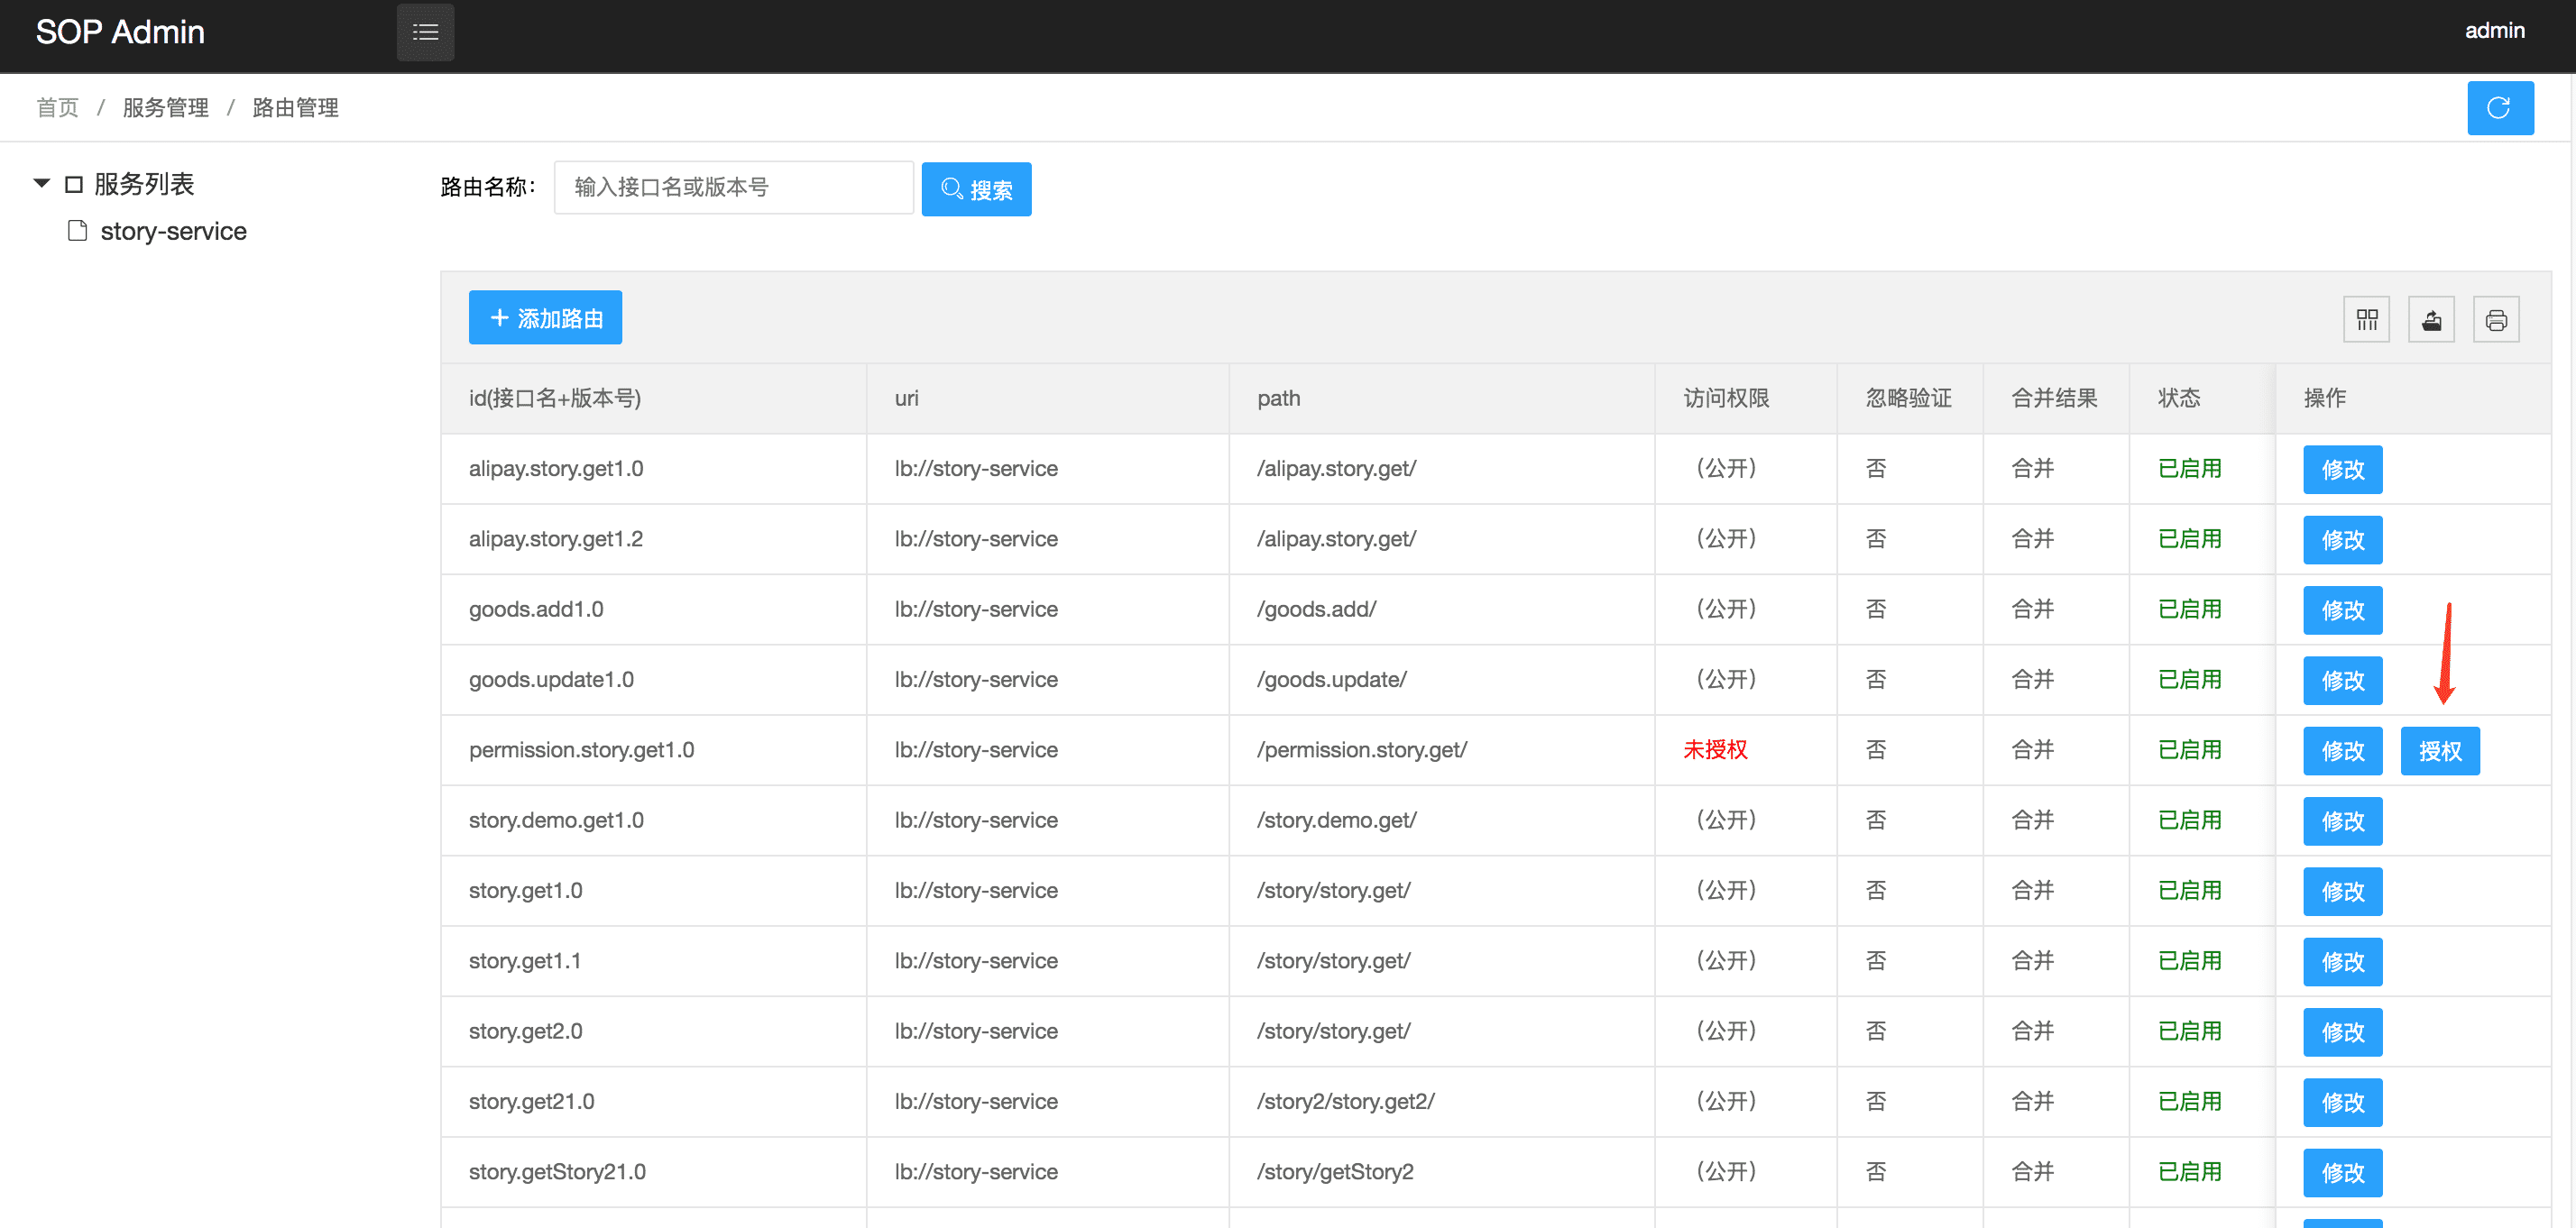 SOP Admin admin
首页 / 服务管理 / 路由管理
服务列表
story-service
路由名称： 输入接口名或版本号 搜索
添加路由
id(接口名+版本号) uri path 访问权限 忽略验证 合并结果 状态 操作
alipay.story.get1.0 lb://story-service /alipay.story.get/ （公开） 否 合并 已启用 修改
alipay.story.get1.2 lb://story-service /alipay.story.get/ （公开） 否 合并 已启用 修改
goods.add1.0 lb://story-service /goods.add/ （公开） 否 合并 已启用 修改
goods.update1.0 lb://story-service /goods.update/ （公开） 否 合并 已启用 修改
permission.story.get1.0 lb://story-service /permission.story.get/ 未授权 否 合并 已启用 修改 授权
story.demo.get1.0 lb://story-service /story.demo.get/ （公开） 否 合并 已启用 修改
story.get1.0 lb://story-service /story/story.get/ （公开） 否 合并 已启用 修改
story.get1.1 lb://story-service /story/story.get/ （公开） 否 合并 已启用 修改
story.get2.0 lb://story-service /story/story.get/ （公开） 否 合并 已启用 修改
story.get21.0 lb://story-service /story2/story.get2/ （公开） 否 合并 已启用 修改
story.getStory21.0 lb://story-service /story/getStory2 （公开） 否 合并 已启用 修改